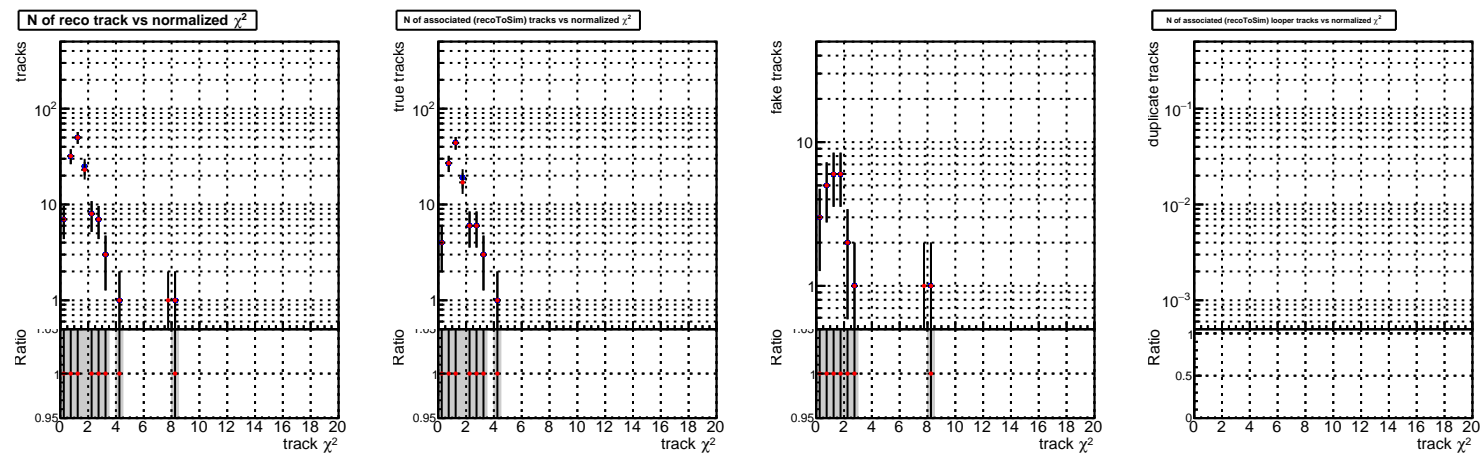 N of reco track vs normalized χ²
tracks
10²
10
1
Ratio
1.05
1
0.95
0 2 4 6 8 10 12 14 16 18 20
track χ²
N of associated (recoToSim) tracks vs normalized χ²
true tracks
10²
10
1
Ratio
1.05
1
0.95
0 2 4 6 8 10 12 14 16 18 20
track χ²
fake tracks
10
1
Ratio
1.05
1
0.95
0 2 4 6 8 10 12 14 16 18 20
track χ²
N of associated (recoToSim) looper tracks vs normalized χ²
duplicate tracks
10⁻¹
10⁻²
10⁻³
Ratio
1
0.5
0
0 2 4 6 8 10 12 14 16 18 20
track χ²